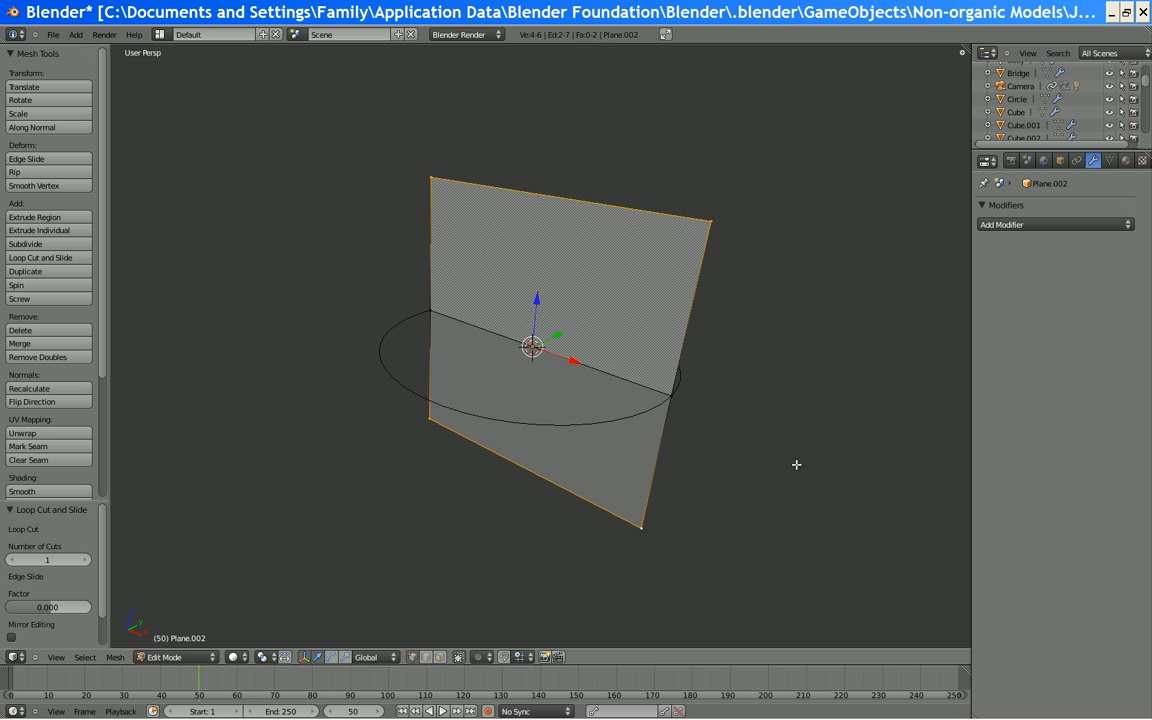 Blender* [C:\Documents and Settings\Family\Application Data\Blender Foundation\Blender\.blender\GameObjects\Non-organic Models\J...
File Add Render Help Default Scene Blender Render Ve:4-6 | Ed:2-7 | Fa:0-2 | Plane.002
View Search All Scenes
Mesh Tools
User Persp
Transform:
Translate
Rotate
Scale
Along Normal
Deform:
Edge Slide
Rip
Smooth Vertex
Add:
Extrude Region
Extrude Individual
Subdivide
Loop Cut and Slide
Duplicate
Spin
Screw
Remove:
Delete
Merge
Remove Doubles
Normals:
Recalculate
Flip Direction
UV Mapping:
Unwrap
Mark Seam
Clear Seam
Shading:
Smooth
Loop Cut and Slide
Loop Cut
Number of Cuts
1
Edge Slide
Factor
0.000
Mirror Editing
Bridge
Camera
Circle
Cube
Cube.001
Cube.002
Plane.002
Modifiers
Add Modifier
z
y
x
(50) Plane.002
View Select Mesh Edit Mode Global
0 10 20 30 40 50 60 70 80 90 100 110 120 130 140 150 160 170 180 190 200 210 220 230 240 250
View Frame Playback Start: 1 End: 250 50 No Sync